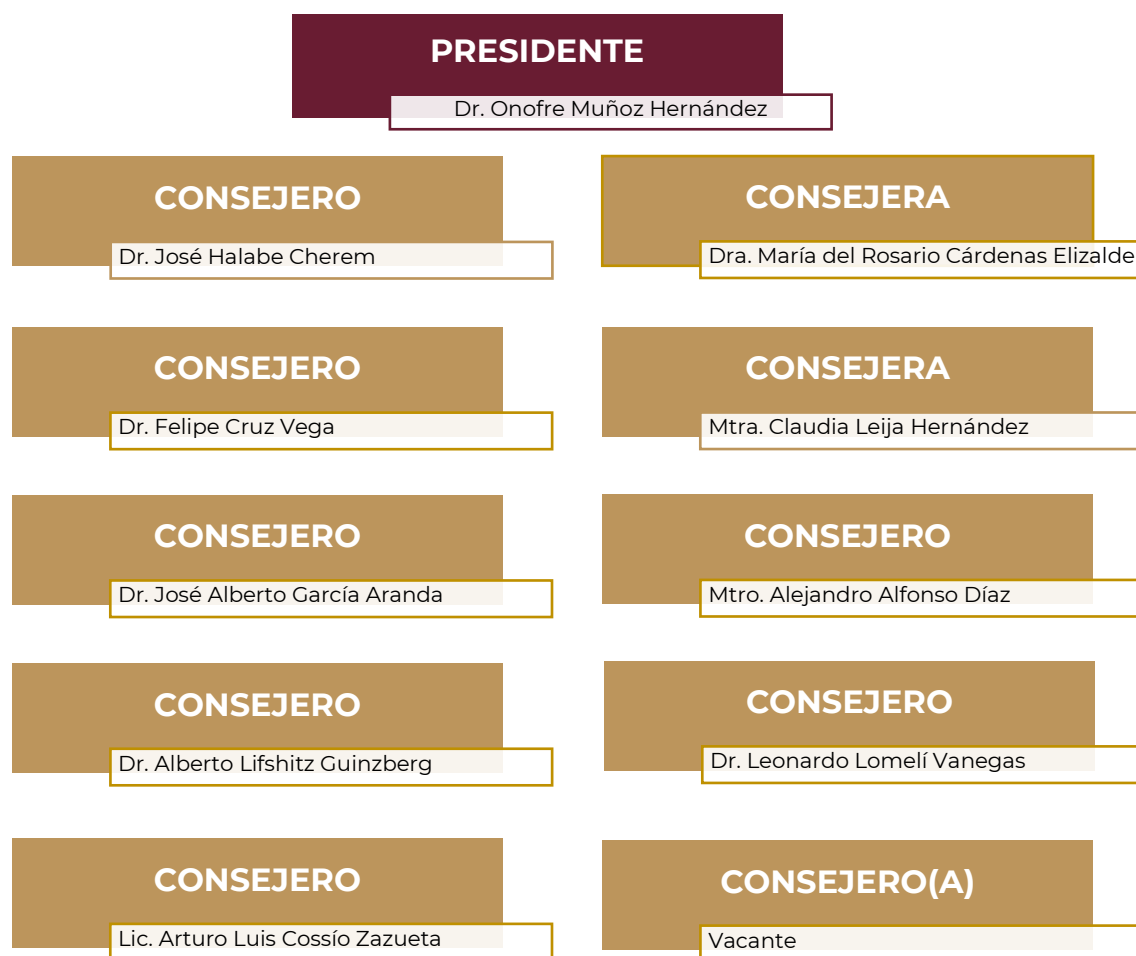 PRESIDENTE
Dr. Onofre Muñoz Hernández
CONSEJERO
Dr. José Halabe Cherem
CONSEJERA
Dra. María del Rosario Cárdenas Elizalde
CONSEJERO
Dr. Felipe Cruz Vega
CONSEJERA
Mtra. Claudia Leija Hernández
CONSEJERO
Dr. José Alberto García Aranda
CONSEJERO
Mtro. Alejandro Alfonso Díaz
CONSEJERO
Dr. Alberto Lifshitz Guinzberg
CONSEJERO
Dr. Leonardo Lomelí Vanegas
CONSEJERO
Lic. Arturo Luis Cossío Zazueta
CONSEJERO(A)
Vacante